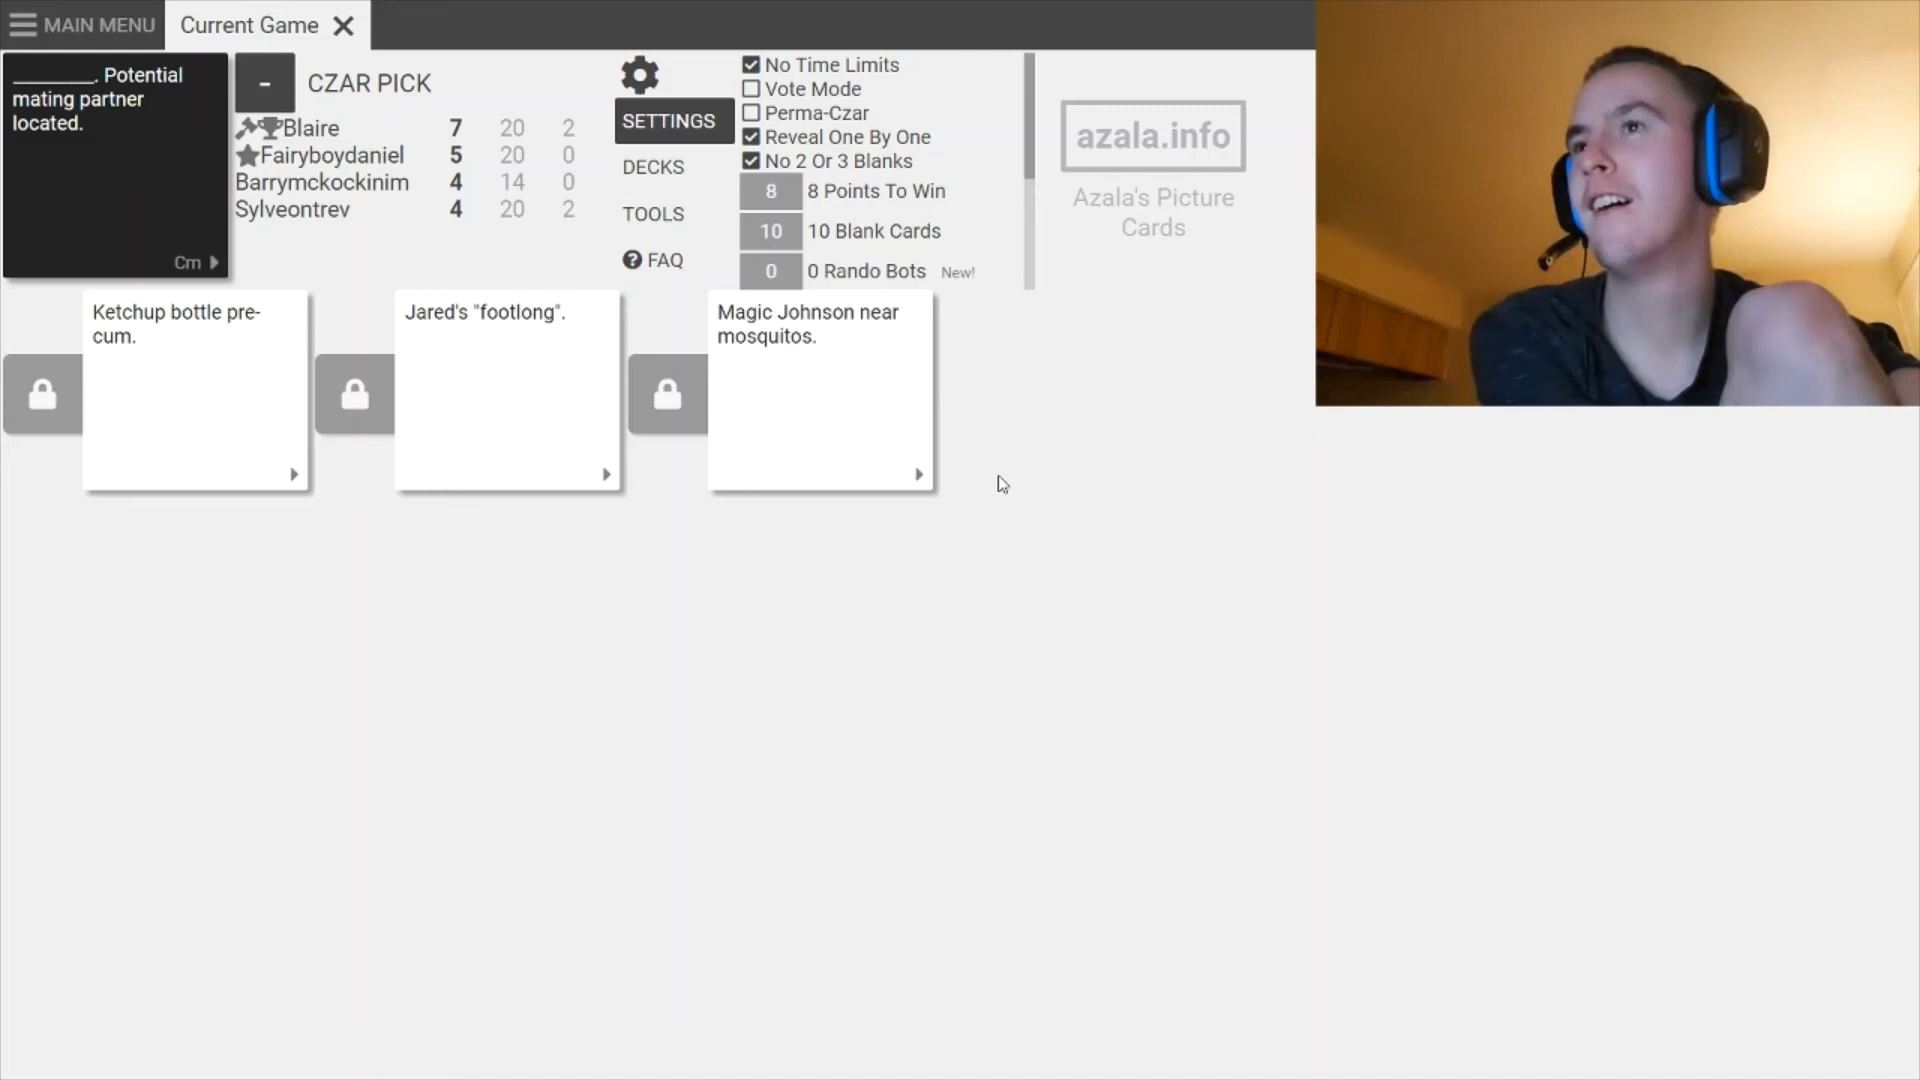 MAIN MENU
Current Game
________. Potential
mating partner
located.
Cm
-
CZAR PICK
Blaire 7 20 2
Fairyboydaniel 5 20 0
Barrymckockinim 4 14 0
Sylveontrev 4 20 2
SETTINGS
DECKS
TOOLS
FAQ
No Time Limits
Vote Mode
Perma-Czar
Reveal One By One
No 2 Or 3 Blanks
8 8 Points To Win
10 10 Blank Cards
0 0 Rando Bots New!
azala.info
Azala's Picture
Cards
Ketchup bottle pre-
cum.
Jared's "footlong".
Magic Johnson near
mosquitos.